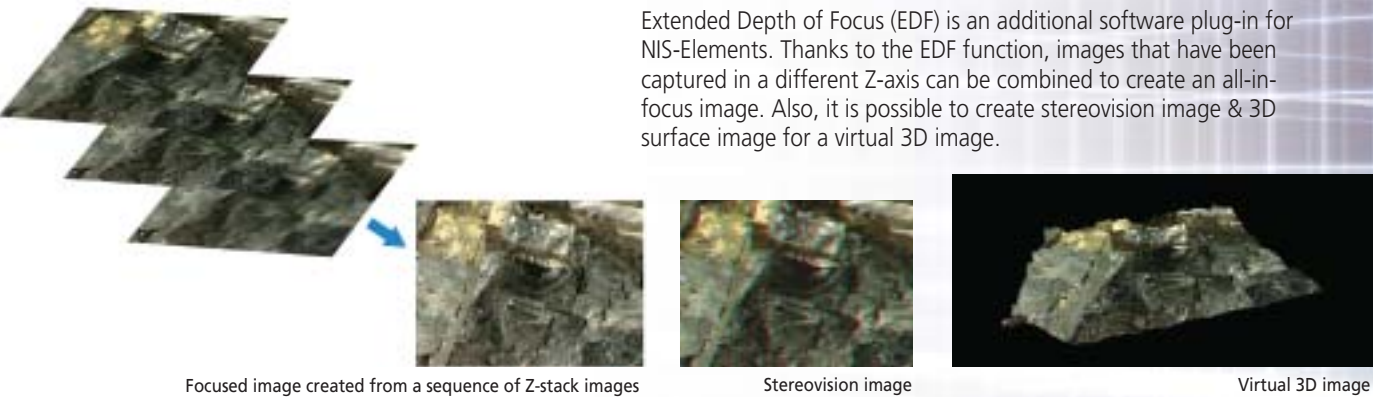 Extended Depth of Focus (EDF) is an additional software plug-in for
NIS-Elements. Thanks to the EDF function, images that have been
captured in a different Z-axis can be combined to create an all-in-
focus image. Also, it is possible to create stereovision image & 3D
surface image for a virtual 3D image.
Focused image created from a sequence of Z-stack images
Stereovision image
Virtual 3D image